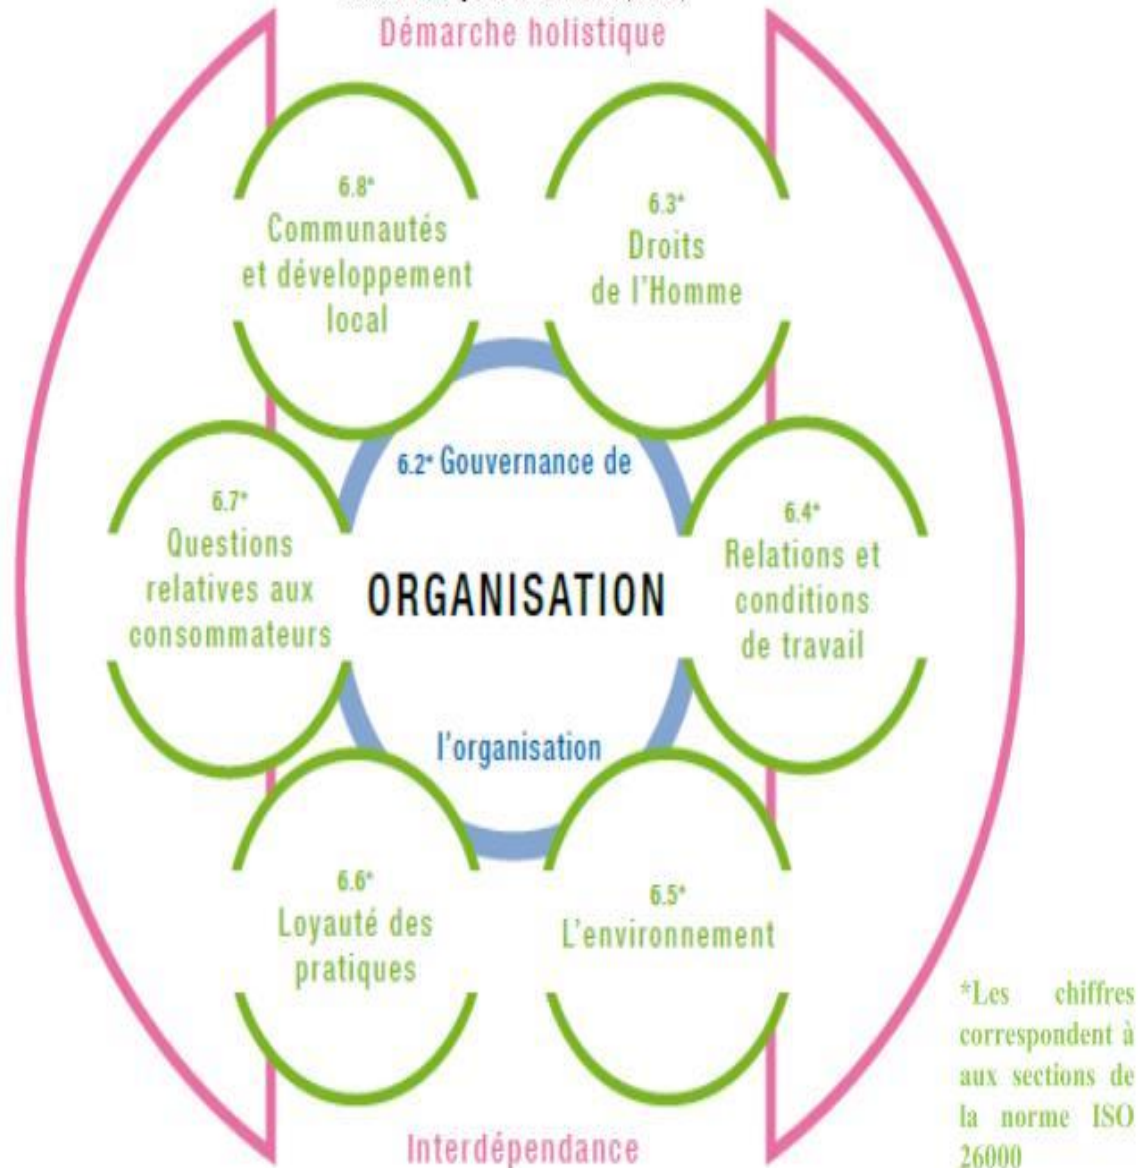 Démarche holistique
6.8*
Communautés
et développement
local
6.3*
Droits
de l'Homme
6.2* Gouvernance de
6.7*
Questions
relatives aux
consommateurs
ORGANISATION
6.4*
Relations et
conditions
de travail
l'organisation
6.6*
Loyauté des
pratiques
6.5*
L'environnement
*Les chiffres
correspondent à
aux sections de
la norme ISO
26000
Interdépendance